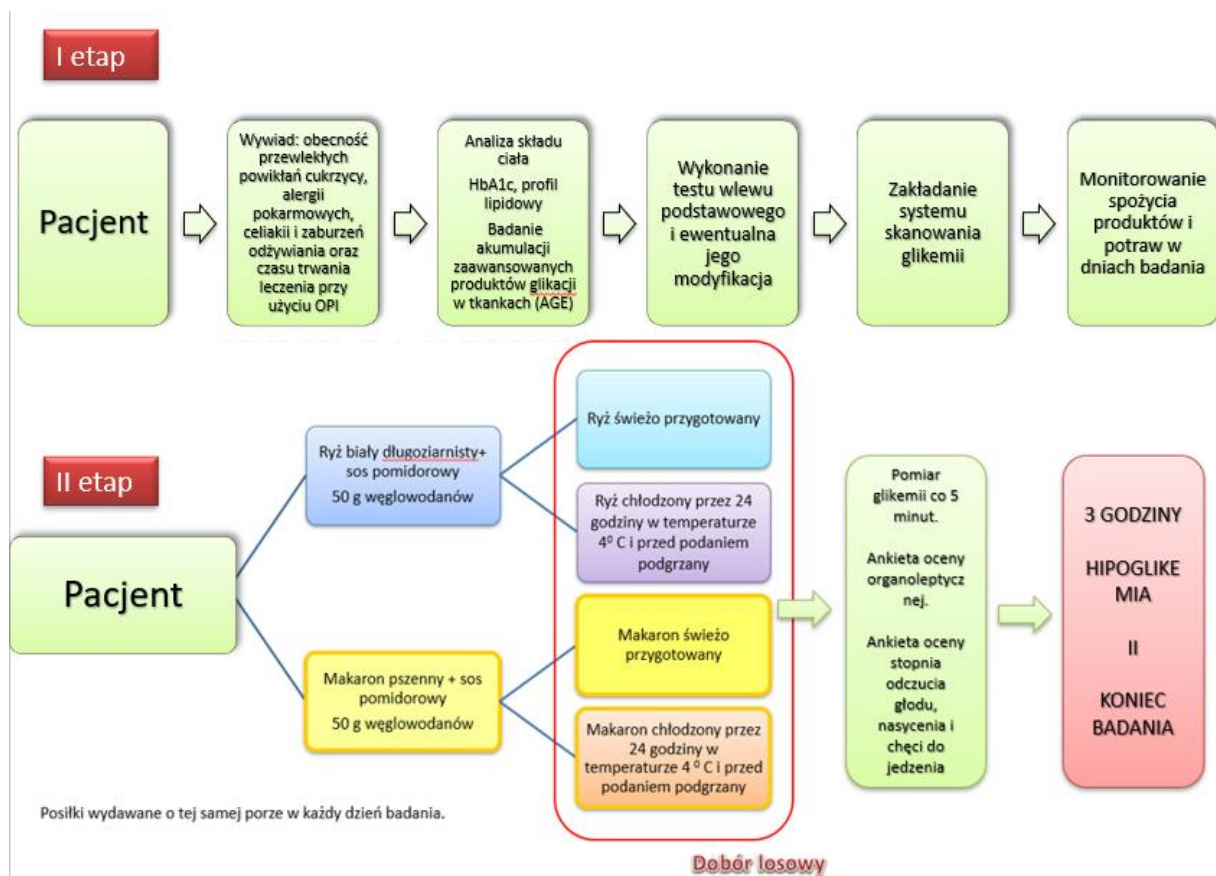 I etap
Pacjent
Wywiad: obecność
przewlekłych
powikłań cukrzycy,
alergii
pokarmowych,
celiakii i zaburzeń
odżywiania oraz
czasu trwania
leczenia przy
użyciu OPI
Analiza składu
ciała
HbA1c, profil
lipidowy
Badanie
akumulacji
zaawansowanych
produktów glikacji
w tkankach (AGE)
Wykonanie
testu wlewu
podstawowego
i ewentualna
jego
modyfikacja
Zakładanie
systemu
skanowania
glikemii
Monitorowanie
spożycia
produktów i
potraw w
dniach badania
II etap
Pacjent
Ryż biały długoziarnisty+
sos pomidorowy
50 g węglowodanów
Makaron pszenny + sos
pomidorowy
50 g węglowodanów
Ryż świeżo przygotowany
Ryż chłodzony przez 24
godziny w temperaturze
4⁰ C i przed podaniem
podgrzany
Makaron świeżo
przygotowany
Makaron chłodzony przez
24 godziny w
temperaturze 4 ⁰ C i przed
podaniem podgrzany
Dobór losowy
Pomiar
glikemii co 5
minut.
Ankieta oceny
organoleptycz
nej.
Ankieta oceny
stopnia
odczucia
głodu,
nasycenia i
chęci do
jedzenia
3 GODZINY
HIPOGLIKE
MIA
II
KONIEC
BADANIA
Posiłki wydawane o tej samej porze w każdy dzień badania.